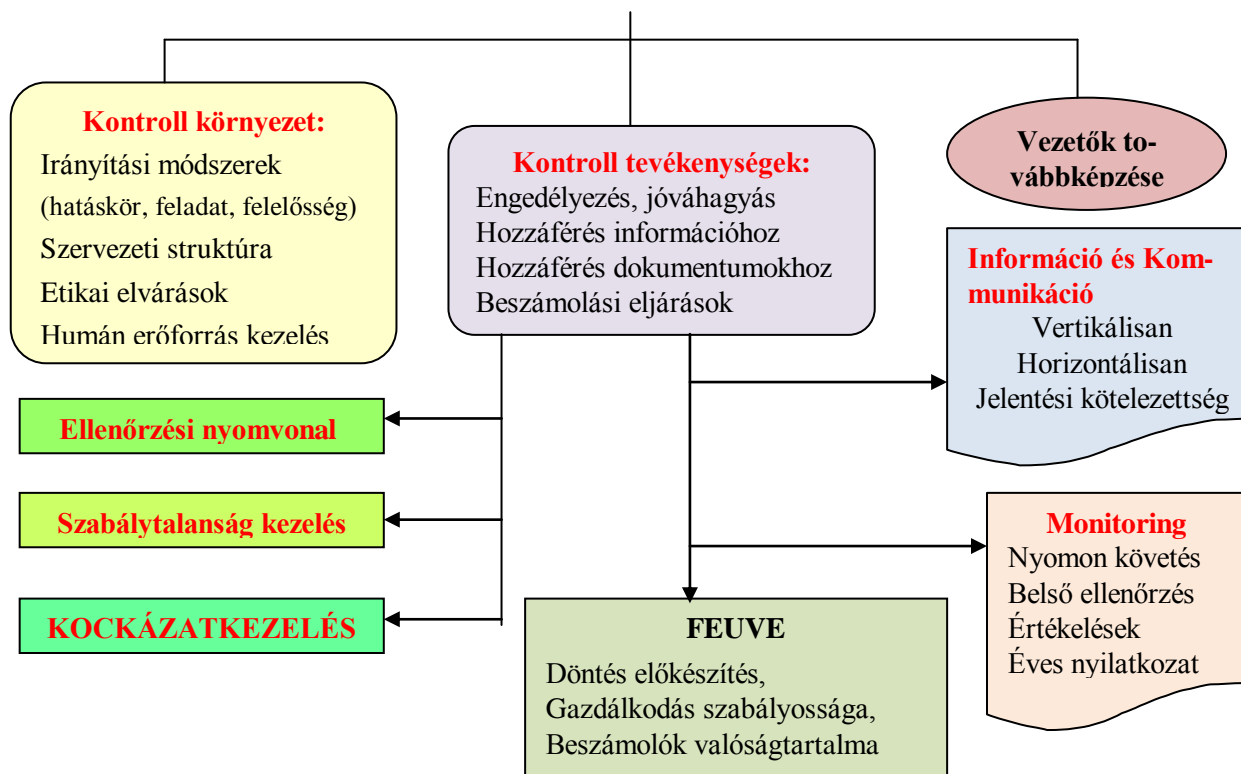 Kontroll környezet:
Irányítási módszerek
(hatáskör, feladat, felelősség)
Szervezeti struktúra
Etikai elvárások
Humán erőforrás kezelés
Kontroll tevékenységek:
Engedélyezés, jóváhagyás
Hozzáférés információhoz
Hozzáférés dokumentumokhoz
Beszámolási eljárások
Vezetők to-
vábbképzése
Információ és Kom-
munikáció
Vertikálisan
Horizontálisan
Jelentési kötelezettség
Ellenőrzési nyomvonal
Szabálytalanság kezelés
KOCKÁZATKEZELÉS
Monitoring
Nyomon követés
Belső ellenőrzés
Értékelések
Éves nyilatkozat
FEUVE
Döntés előkészítés,
Gazdálkodás szabályossága,
Beszámolók valóságtartalma